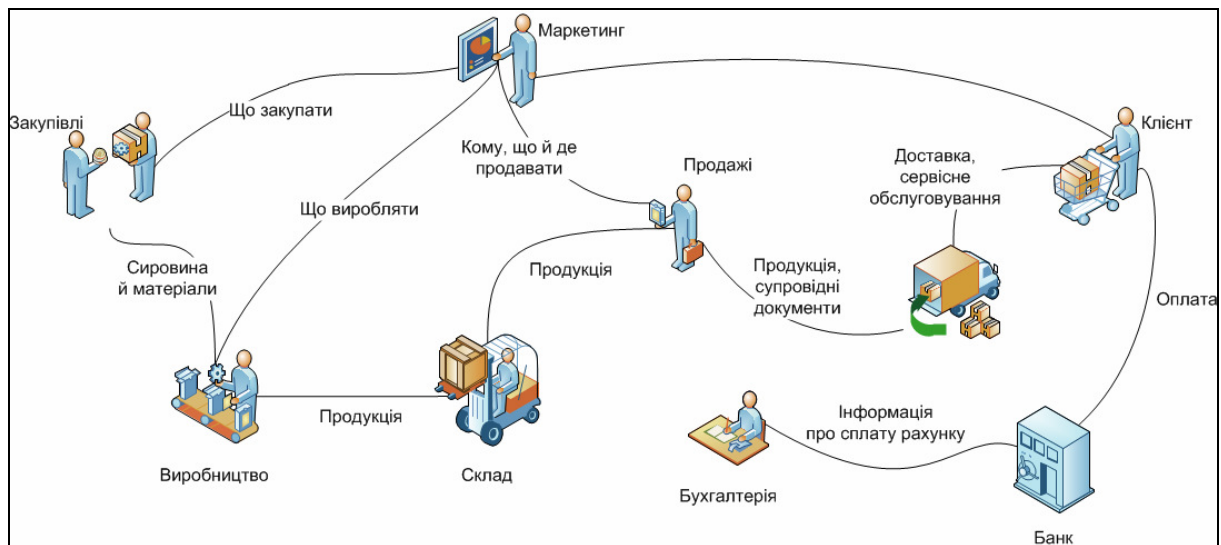 Маркетинг
Що закупати
Закупівлі
Клієнт
Кому, що й де
продавати
Продажі
Доставка,
сервісне
обслуговування
Що виробляти
Сировина
й матеріали
Продукція
Продукція,
супровідні
документи
Оплата
Продукція
Інформація
про сплату рахунку
Виробництво
Склад
Бухгалтерія
Банк